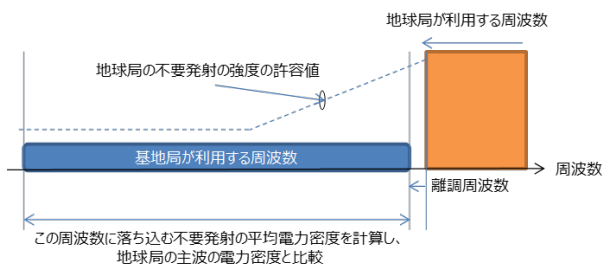 地球局が利用する周波数
地球局の不要発射の強度の許容値
基地局が利用する周波数
周波数
離調周波数
この周波数に落ち込む不要発射の平均電力密度を計算し、
地球局の主波の電力密度と比較